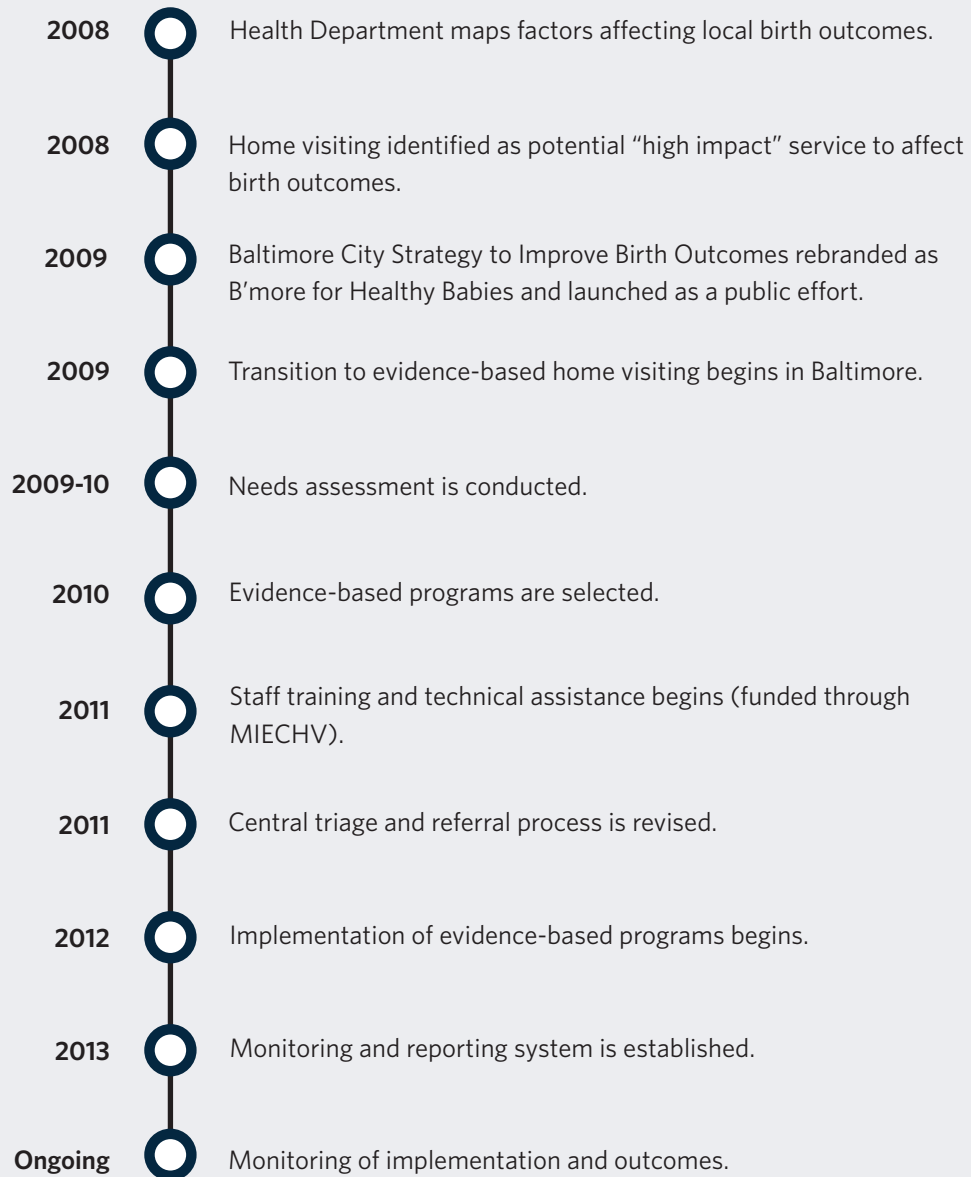 2008
Health Department maps factors affecting local birth outcomes.
2008
Home visiting identified as potential “high impact” service to affect
birth outcomes.
2009
Baltimore City Strategy to Improve Birth Outcomes rebranded as
B’more for Healthy Babies and launched as a public effort.
2009
Transition to evidence-based home visiting begins in Baltimore.
2009-10
Needs assessment is conducted.
2010
Evidence-based programs are selected.
2011
Staff training and technical assistance begins (funded through
MIECHV).
2011
Central triage and referral process is revised.
2012
Implementation of evidence-based programs begins.
2013
Monitoring and reporting system is established.
Ongoing
Monitoring of implementation and outcomes.